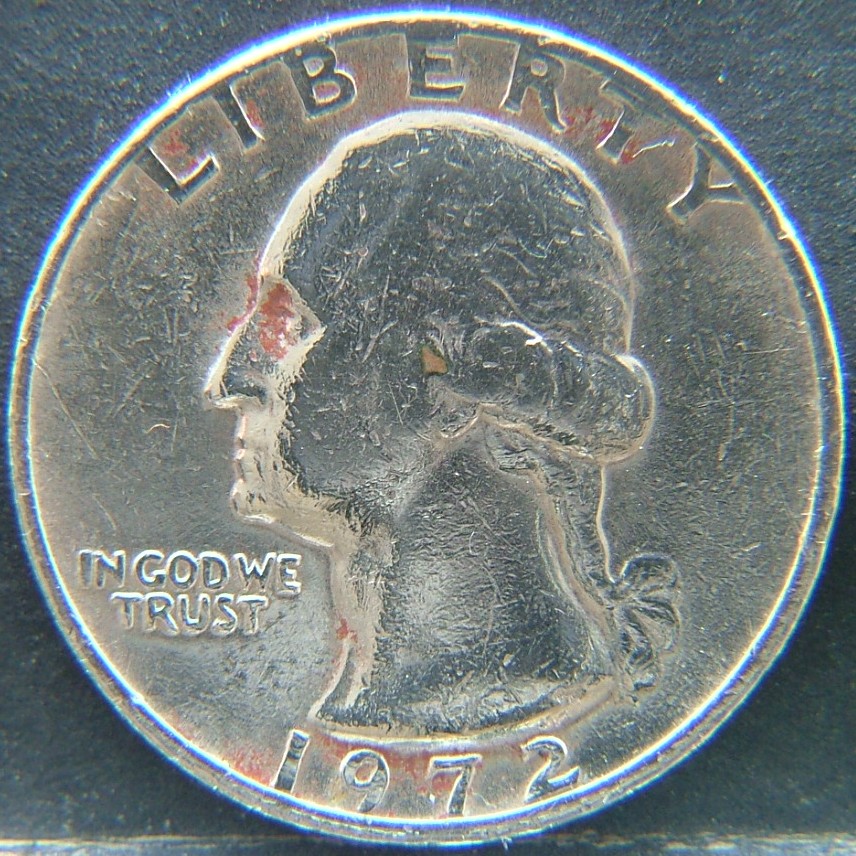 LIBERTY
IN GOD WE
TRUST
1972